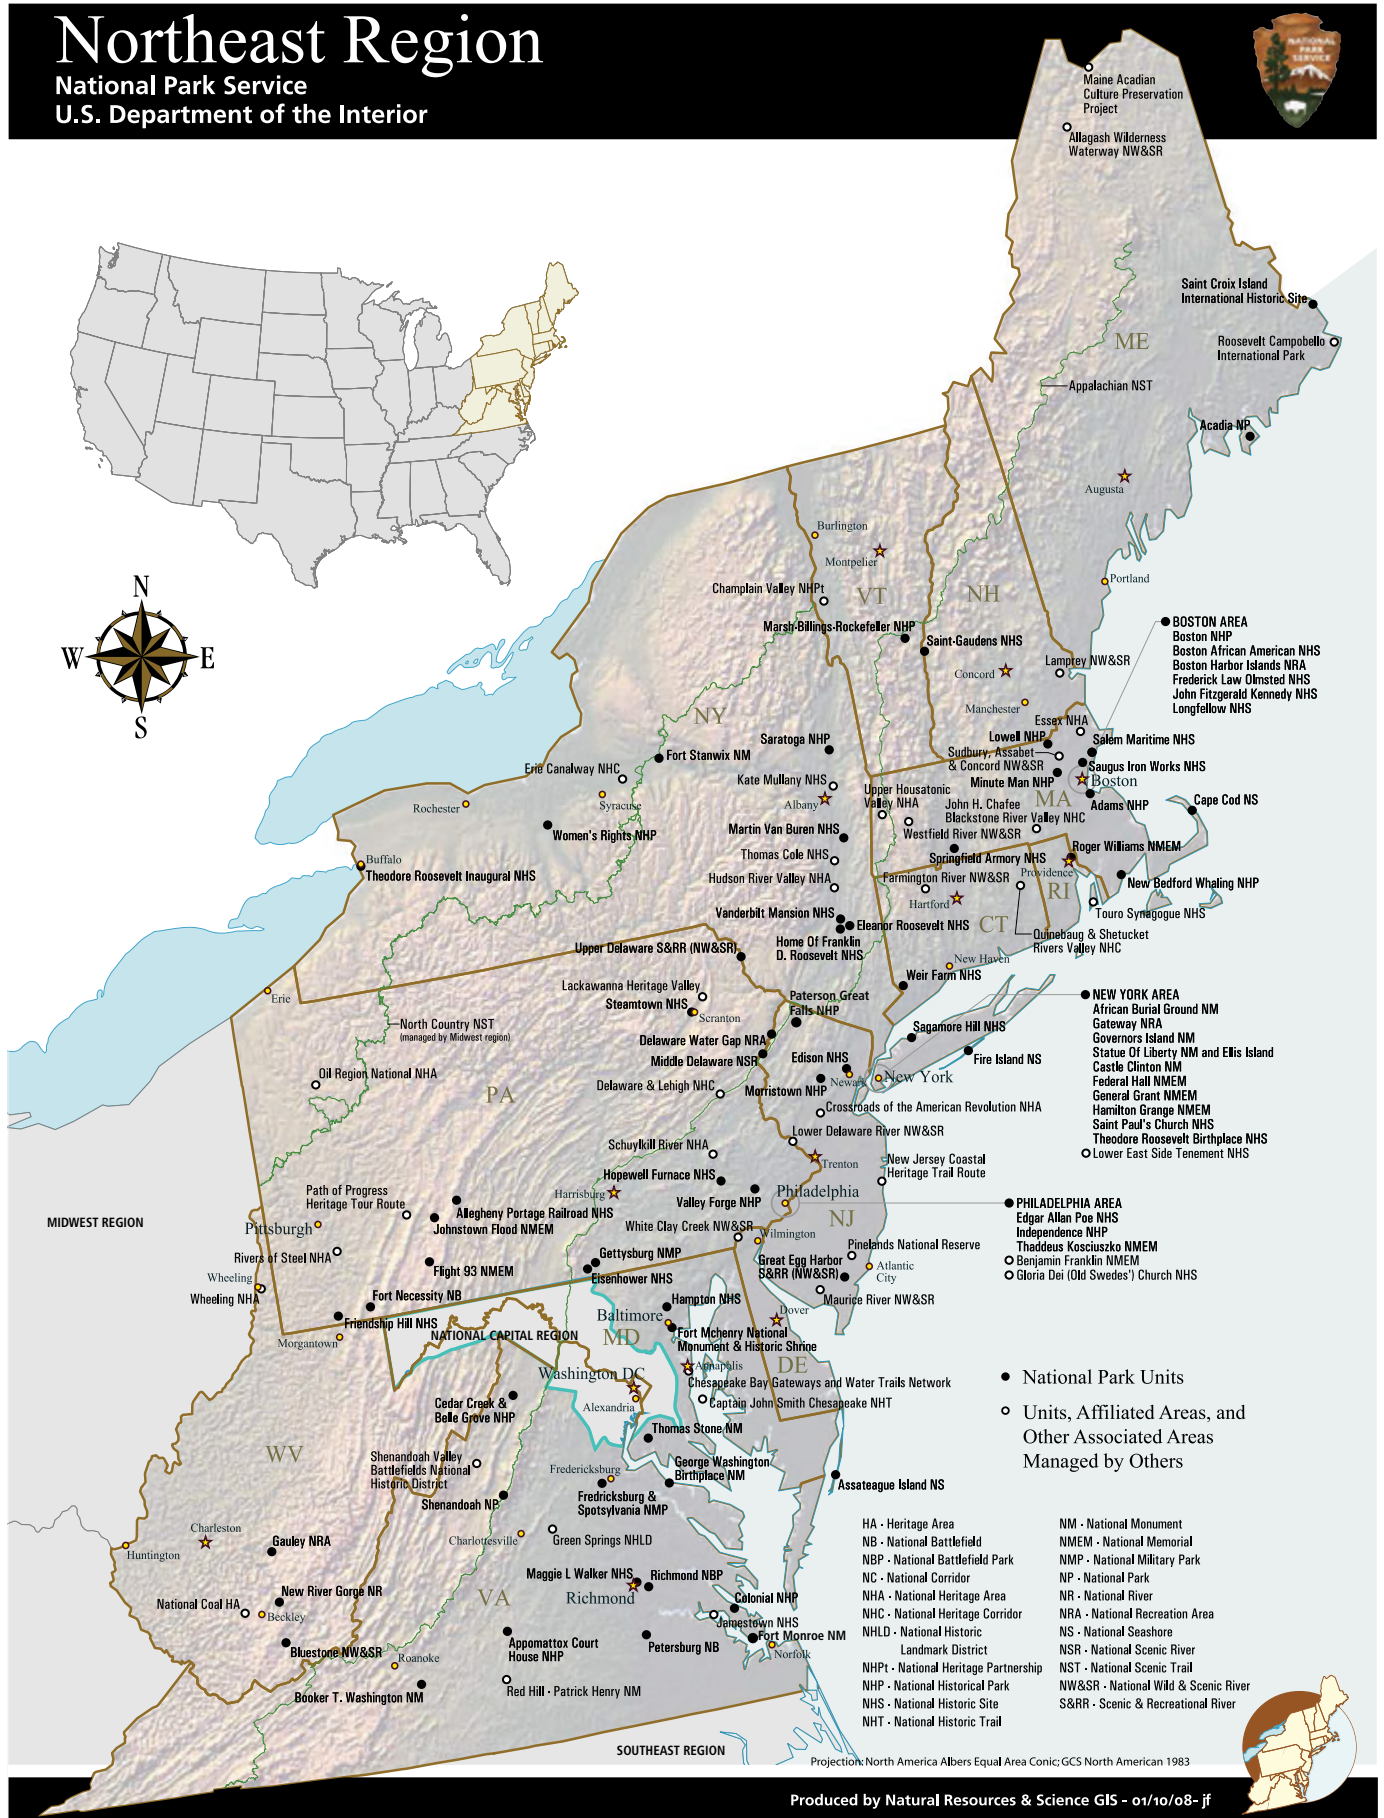 Northeast Region
National Park Service
U.S. Department of the Interior
NATIONAL
PARK
SERVICE
Maine Acadian
Culture Preservation
Project
Allagash Wilderness
Waterway NW&SR
Saint Croix Island
International Historic Site
ME
Roosevelt Campobello
International Park
Appalachian NST
Acadia NP
Augusta
Burlington
Montpelier
Portland
N
W
E
S
Champlain Valley NHPt
VT
NH
Marsh-Billings-Rockefeller NHP
Saint-Gaudens NHS
Concord
Lamprey NW&SR
Manchester
BOSTON AREA
Boston NHP
Boston African American NHS
Boston Harbor Islands NRA
Frederick Law Olmsted NHS
John Fitzgerald Kennedy NHS
Longfellow NHS
NY
Essex NHA
Lowell NHP
Salem Maritime NHS
Sudbury, Assabet
& Concord NW&SR
Saugus Iron Works NHS
Minute Man NHP
Boston
MA
Adams NHP
Cape Cod NS
Saratoga NHP
Fort Stanwix NM
Erie Canalway NHC
Kate Mullany NHS
Upper Housatonic
Valley NHA
John H. Chafee
Blackstone River Valley NHC
Rochester
Syracuse
Albany
Westfield River NW&SR
Women's Rights NHP
Martin Van Buren NHS
Roger Williams NMEM
Springfield Armory NHS
Thomas Cole NHS
Providence
Buffalo
Theodore Roosevelt Inaugural NHS
Hudson River Valley NHA
Farmington River NW&SR
RI
New Bedford Whaling NHP
Hartford
Touro Synagogue NHS
Vanderbilt Mansion NHS
Eleanor Roosevelt NHS
CT
Quinebaug & Shetucket
Rivers Valley NHC
Home Of Franklin
D. Roosevelt NHS
Upper Delaware S&RR (NW&SR)
New Haven
Weir Farm NHS
Erie
Lackawanna Heritage Valley
Steamtown NHS
Scranton
Paterson Great
Falls NHP
NEW YORK AREA
African Burial Ground NM
Gateway NRA
Governors Island NM
Statue Of Liberty NM and Ellis Island
Castle Clinton NM
Federal Hall NMEM
General Grant NMEM
Hamilton Grange NMEM
Saint Paul's Church NHS
Theodore Roosevelt Birthplace NHS
Lower East Side Tenement NHS
North Country NST
(managed by Midwest region)
Sagamore Hill NHS
Delaware Water Gap NRA
Middle Delaware NSR
Edison NHS
Fire Island NS
Oil Region National NHA
Newark
New York
PA
Delaware & Lehigh NHC
Morristown NHP
Crossroads of the American Revolution NHA
Lower Delaware River NW&SR
Schuylkill River NHA
Trenton
New Jersey Coastal
Heritage Trail Route
Hopewell Furnace NHS
Harrisburg
Valley Forge NHP
Philadelphia
Path of Progress
Heritage Tour Route
Allegheny Portage Railroad NHS
Johnstown Flood NMEM
NJ
PHILADELPHIA AREA
Edgar Allan Poe NHS
Independence NHP
Thaddeus Kosciuszko NMEM
Benjamin Franklin NMEM
Gloria Dei (Old Swedes') Church NHS
MIDWEST REGION
Pittsburgh
White Clay Creek NW&SR
Wilmington
Rivers of Steel NHA
Gettysburg NMP
Pinelands National Reserve
Flight 93 NMEM
Eisenhower NHS
Great Egg Harbor
S&RR (NW&SR)
Atlantic
City
Wheeling
Wheeling NHA
Fort Necessity NB
Hampton NHS
Maurice River NW&SR
Friendship Hill NHS
Baltimore
Dover
Morgantown
NATIONAL CAPITAL REGION
MD
Fort Mchenry National
Monument & Historic Shrine
DE
Annapolis
Washington DC
Chesapeake Bay Gateways and Water Trails Network
Captain John Smith Chesapeake NHT
Alexandria
Cedar Creek &
Belle Grove NHP
Thomas Stone NM
National Park Units
Units, Affiliated Areas, and
Other Associated Areas
Managed by Others
WV
Shenandoah Valley
Battlefields National
Historic District
Fredericksburg
George Washington
Birthplace NM
Assateague Island NS
Shenandoah NP
Fredricksburg &
Spotsylvania NMP
Charleston
Huntington
Gauley NRA
Charlottesville
Green Springs NHLD
Maggie L Walker NHS
Richmond NBP
New River Gorge NR
VA
Richmond
National Coal HA
Beckley
Colonial NHP
Jamestown NHS
Bluestone NW&SR
Appomattox Court
House NHP
Petersburg NB
Fort Monroe NM
Norfolk
Roanoke
Booker T. Washington NM
Red Hill - Patrick Henry NM
HA - Heritage Area
NB - National Battlefield
NBP - National Battlefield Park
NC - National Corridor
NHA - National Heritage Area
NHC - National Heritage Corridor
NHLD - National Historic
Landmark District
NHPt - National Heritage Partnership
NHP - National Historical Park
NHS - National Historic Site
NHT - National Historic Trail
NM - National Monument
NMEM - National Memorial
NMP - National Military Park
NP - National Park
NR - National River
NRA - National Recreation Area
NS - National Seashore
NSR - National Scenic River
NST - National Scenic Trail
NW&SR - National Wild & Scenic River
S&RR - Scenic & Recreational River
SOUTHEAST REGION
Projection: North America Albers Equal Area Conic; GCS North American 1983
Produced by Natural Resources & Science GIS - 01/10/08- jf